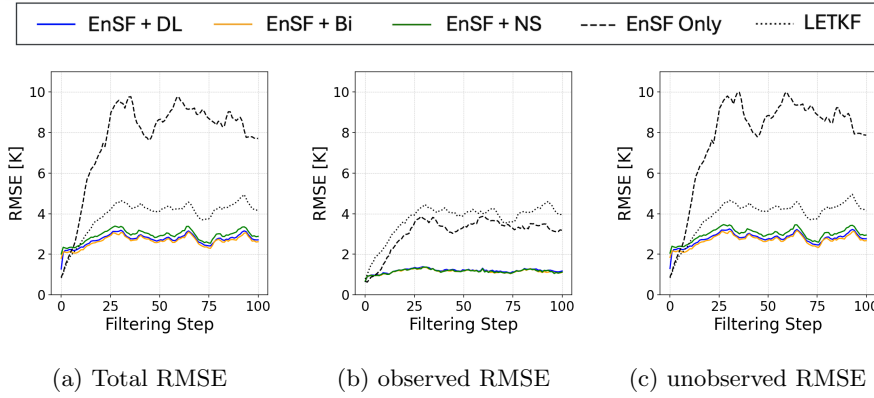 EnSF + DL EnSF + Bi EnSF + NS EnSF Only LETKF
RMSE [K]
10
8
6
4
2
0
0 25 50 75 100
Filtering Step
(a) Total RMSE
RMSE [K]
10
8
6
4
2
0
0 25 50 75 100
Filtering Step
(b) observed RMSE
RMSE [K]
10
8
6
4
2
0
0 25 50 75 100
Filtering Step
(c) unobserved RMSE